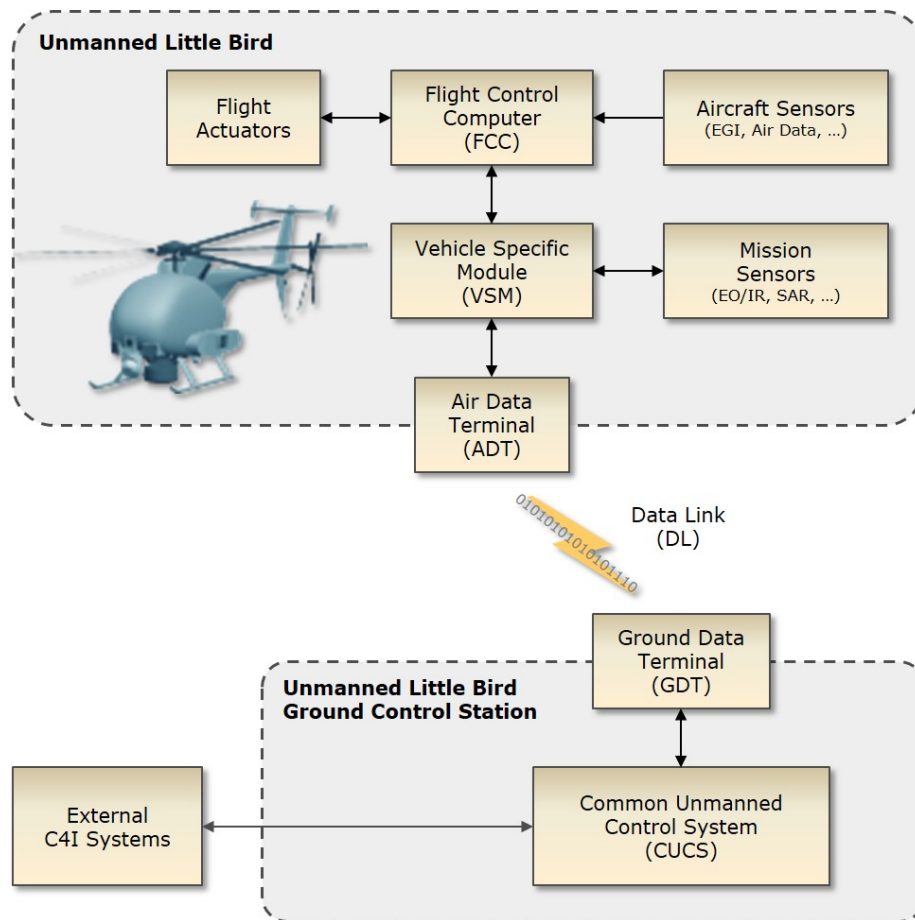 Unmanned Little Bird
Flight
Actuators
Flight Control
Computer
(FCC)
Aircraft Sensors
(EGI, Air Data, ...)
Vehicle Specific
Module
(VSM)
Mission
Sensors
(EO/IR, SAR, ...)
Air Data
Terminal
(ADT)
01010101010101110
Data Link
(DL)
Ground Data
Terminal
(GDT)
Unmanned Little Bird
Ground Control Station
External
C4I Systems
Common Unmanned
Control System
(CUCS)